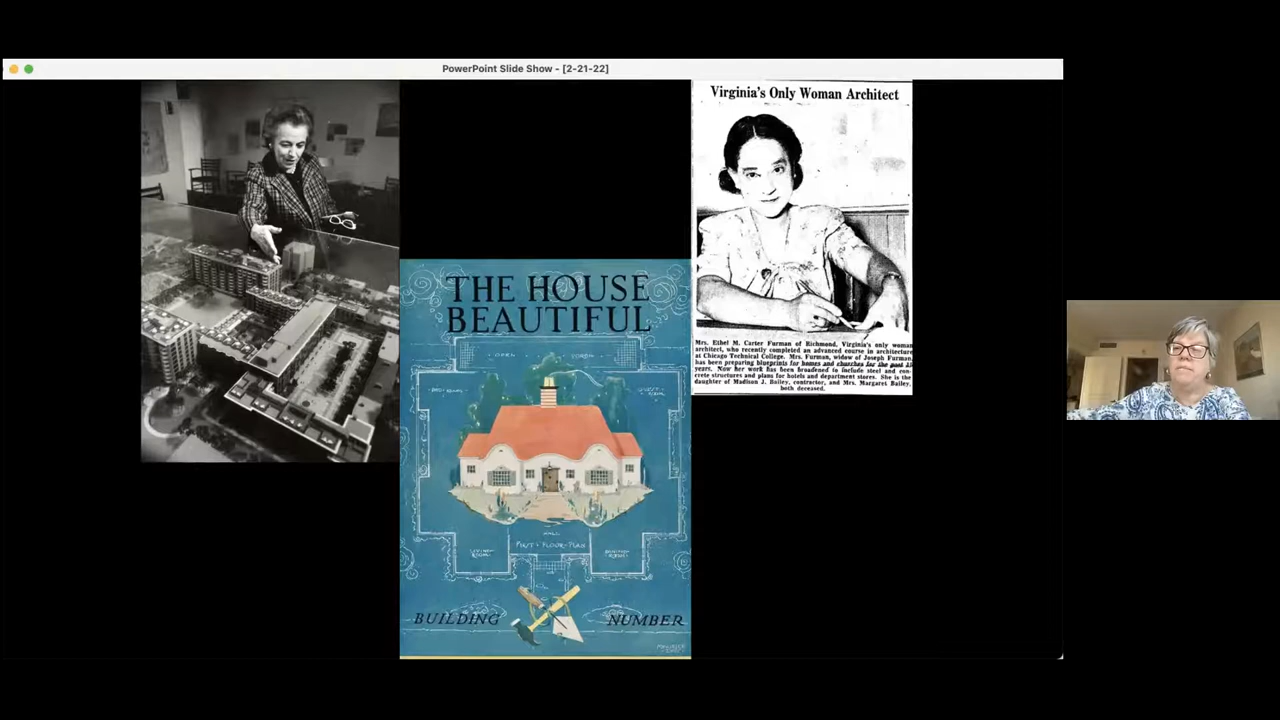 PowerPoint Slide Show - [2-21-22]
Virginia's Only Woman Architect
Mrs. Ethel M. Carter Furman of Richmond, Virginia's only woman
architect, who recently completed an advanced course in architecture
at Chicago Technical College. Mrs. Furman, widow of Joseph Furman,
has been preparing blueprints for homes and churches for the past
years. Now her work has been broadened to include steel and con-
crete structures and plans for hotels and department stores. She is the
daughter of Madison J. Bailey, contractor, and Mrs. Margaret Bailey,
both deceased.
THE HOUSE
BEAUTIFUL
OPEN
HALL
FIRST · FLOOR · PLAN
LIVING
ROOM
DINING
ROOM
BUILDING NUMBER